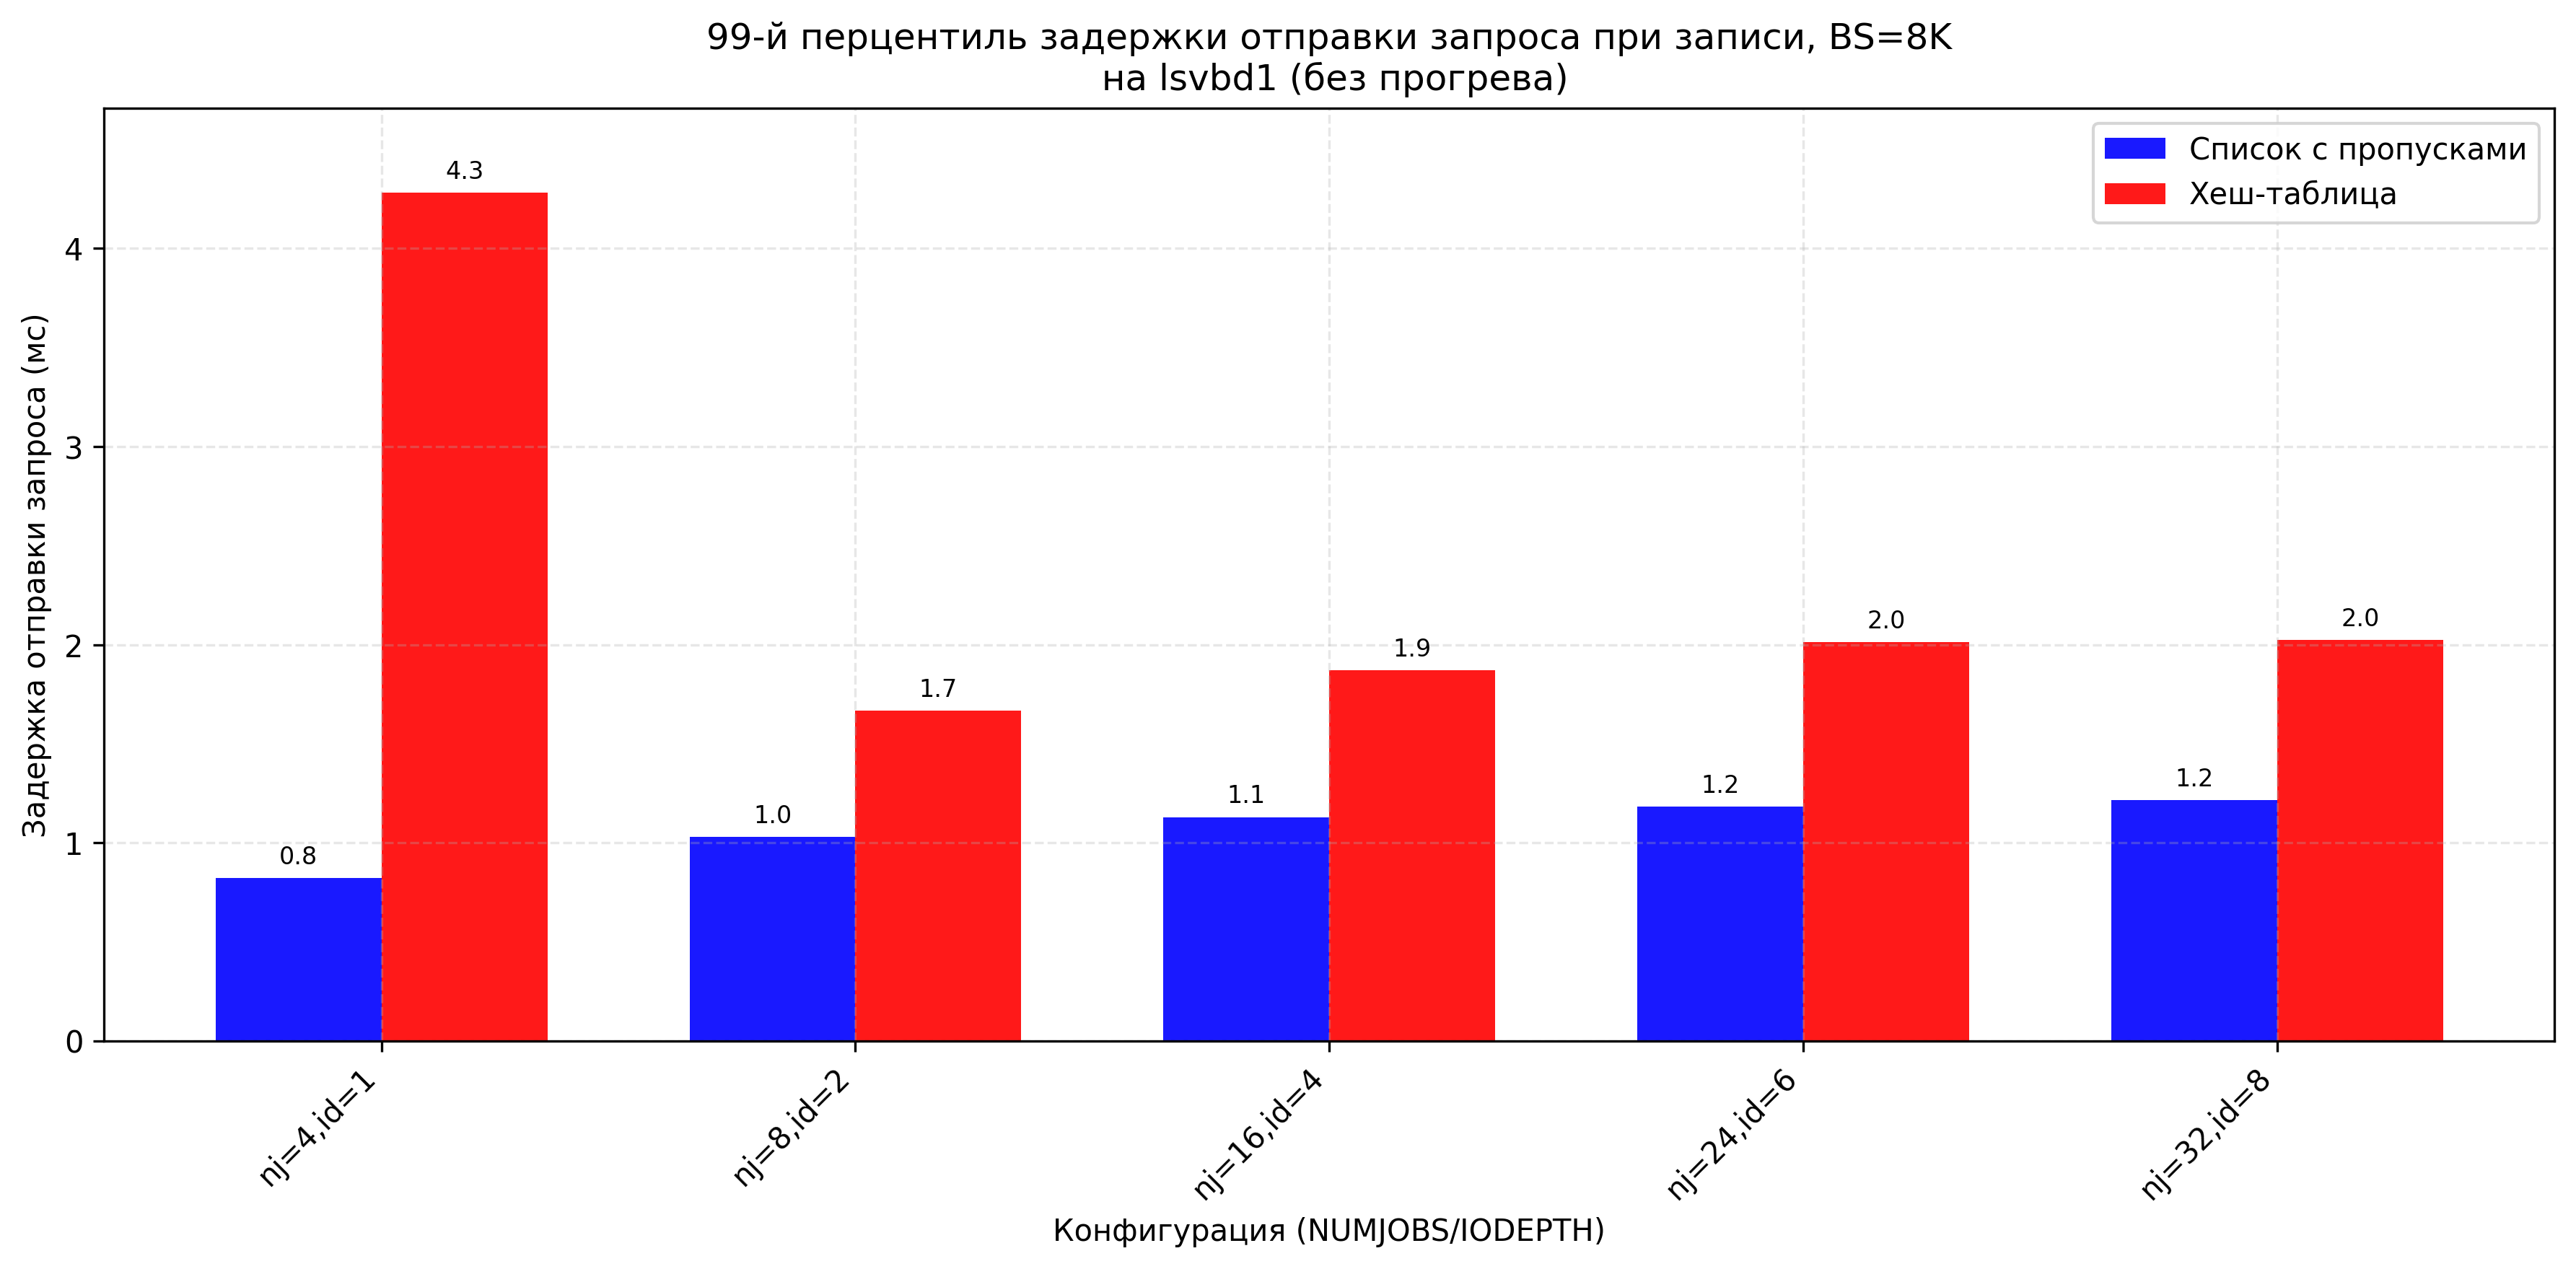 99-й перцентиль задержки отправки запроса при записи, BS=8K
на lsvbd1 (без прогрева)
Список с пропусками
Хеш-таблица
Задержка отправки запроса (мс)
4
3
2
1
0
0.8
4.3
1.0
1.7
1.1
1.9
1.2
2.0
1.2
2.0
nj=4,id=1
nj=8,id=2
nj=16,id=4
nj=24,id=6
nj=32,id=8
Конфигурация (NUMJOBS/IODEPTH)